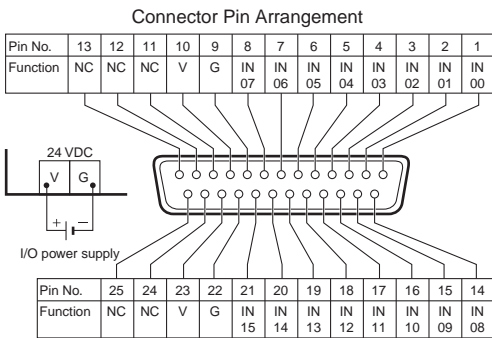 Connector Pin Arrangement
Pin No. 13 12 11 10 9 8 7 6 5 4 3 2 1
Function NC NC NC V G IN 07 IN 06 IN 05 IN 04 IN 03 IN 02 IN 01 IN 00
24 VDC
V G
+ −
I/O power supply
Pin No. 25 24 23 22 21 20 19 18 17 16 15 14
Function NC NC V G IN 15 IN 14 IN 13 IN 12 IN 11 IN 10 IN 09 IN 08